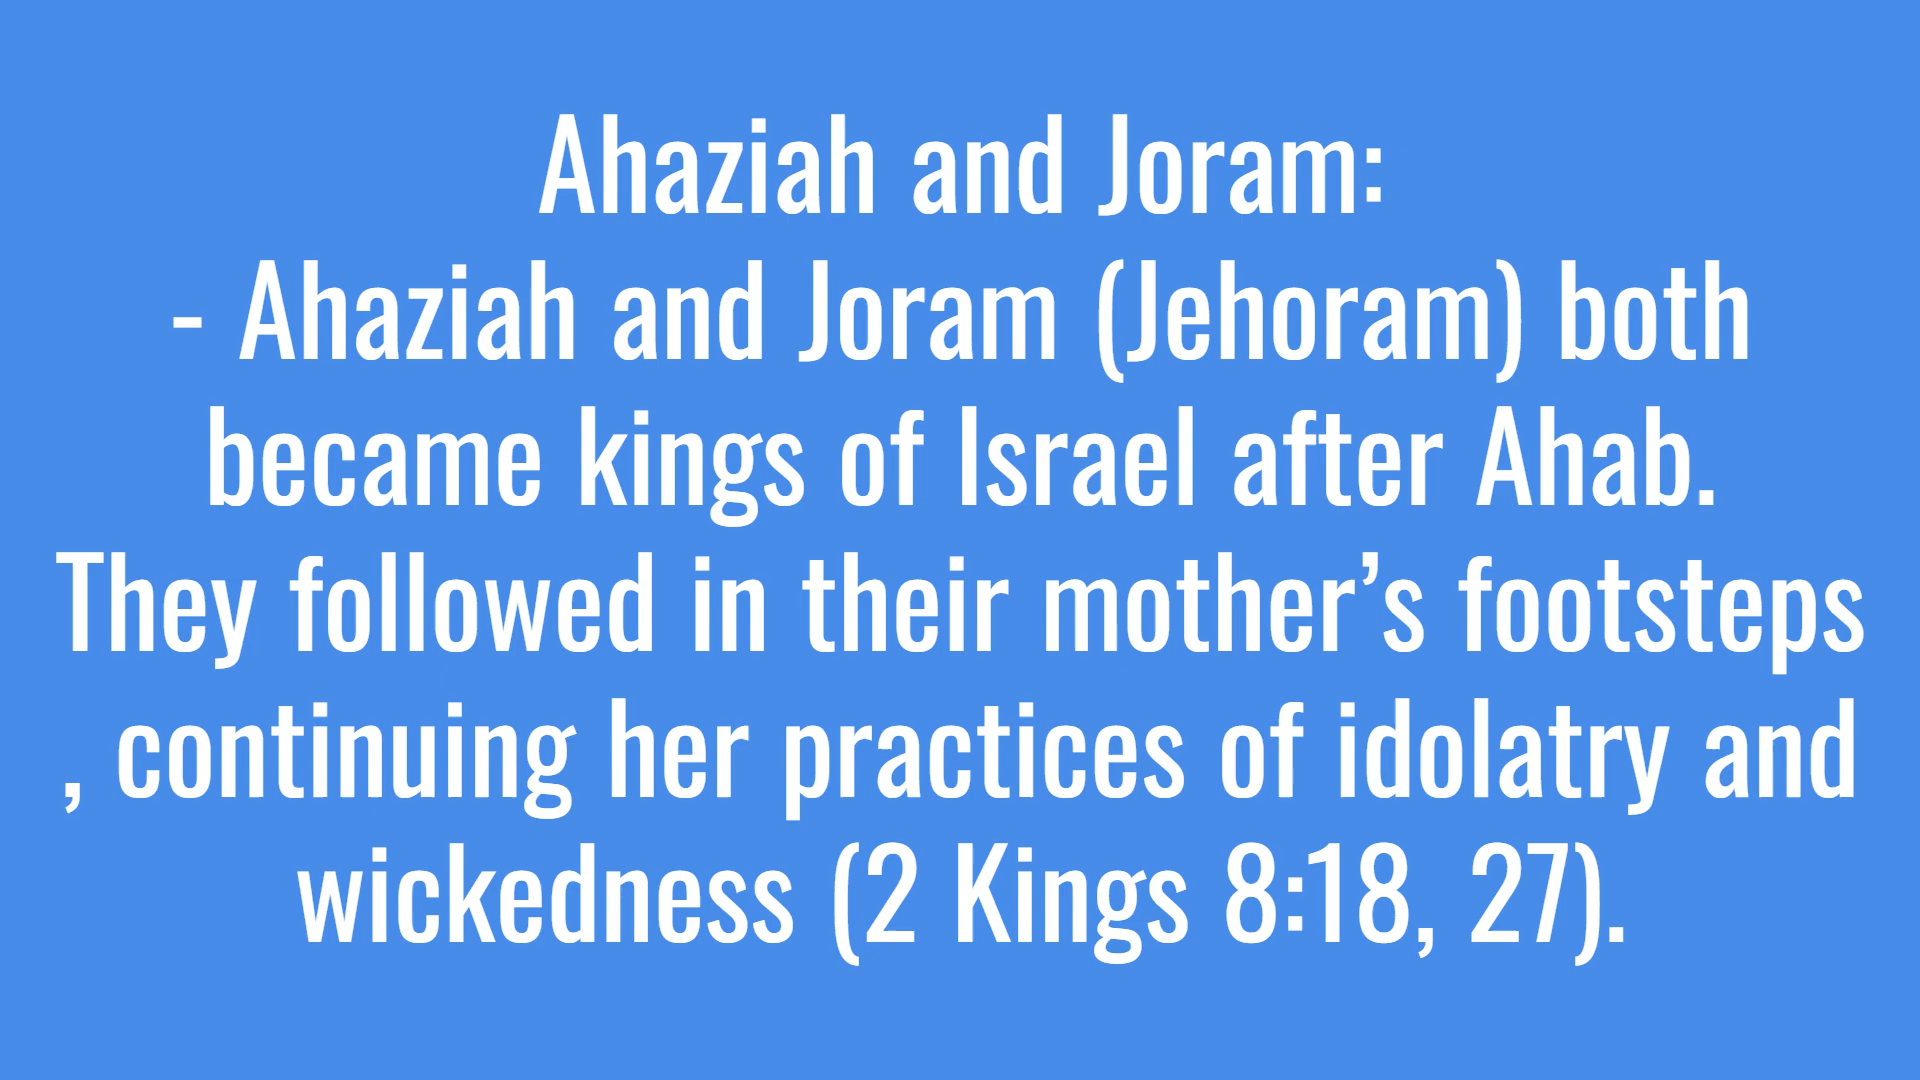 Ahaziah and Joram:
- Ahaziah and Joram (Jehoram) both
became kings of Israel after Ahab.
They followed in their mother’s footsteps
, continuing her practices of idolatry and
wickedness (2 Kings 8:18, 27).